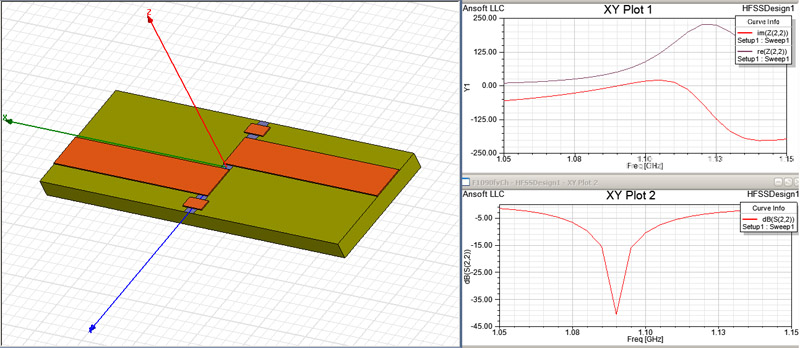 Z
X
Ansoft LLC XY Plot 1 HFSSDesign1
Curve Info
im(Z(2,2))
Setup1 : Sweep1
re(Z(2,2))
Setup1 : Sweep1
Y1
250.00
125.00
0.00
-125.00
-250.00
1.05 1.08 1.10 1.13 1.15
Freq [GHz]
HFSSDesign1 - XY Plot 2
Ansoft LLC XY Plot 2 HFSSDesign1
Curve Info
dB(S(2,2))
Setup1 : Sweep1
dB(S(2,2))
-5.00
-15.00
-25.00
-35.00
-45.00
1.05 1.08 1.10 1.13 1.15
Freq [GHz]